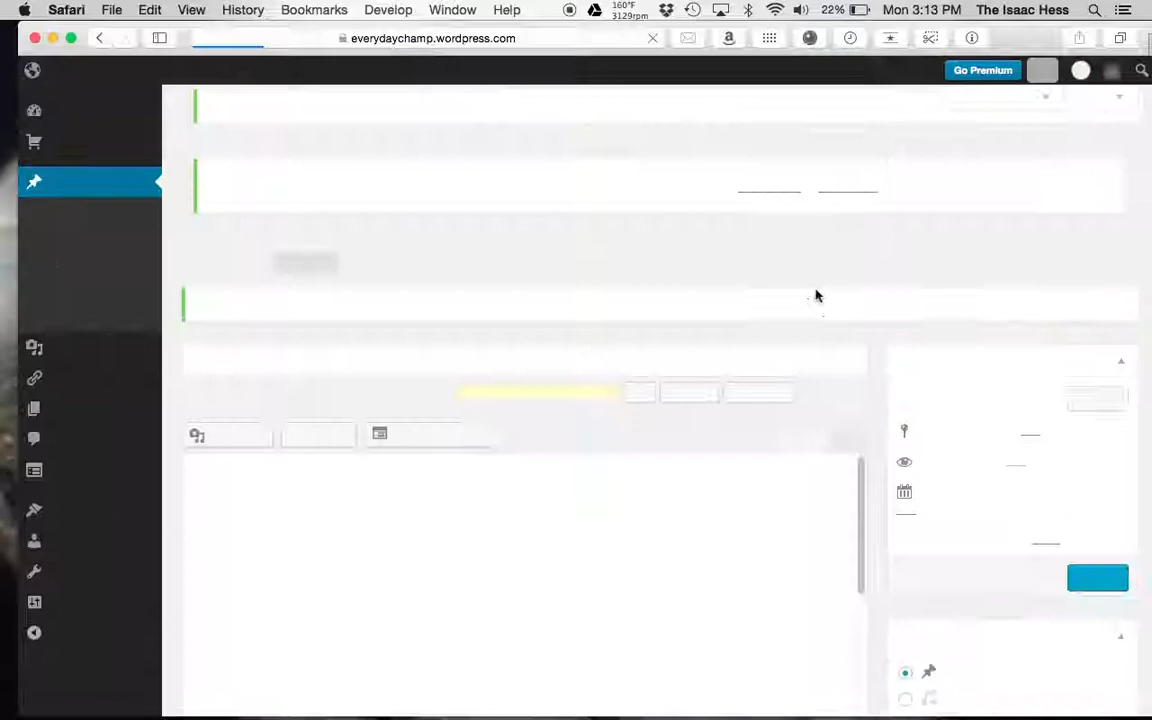 Safari File Edit View History Bookmarks Develop Window Help 160°F 3129rpm 22% Mon 3:13 PM The Isaac Hess
everydaychamp.wordpress.com
Go Premium